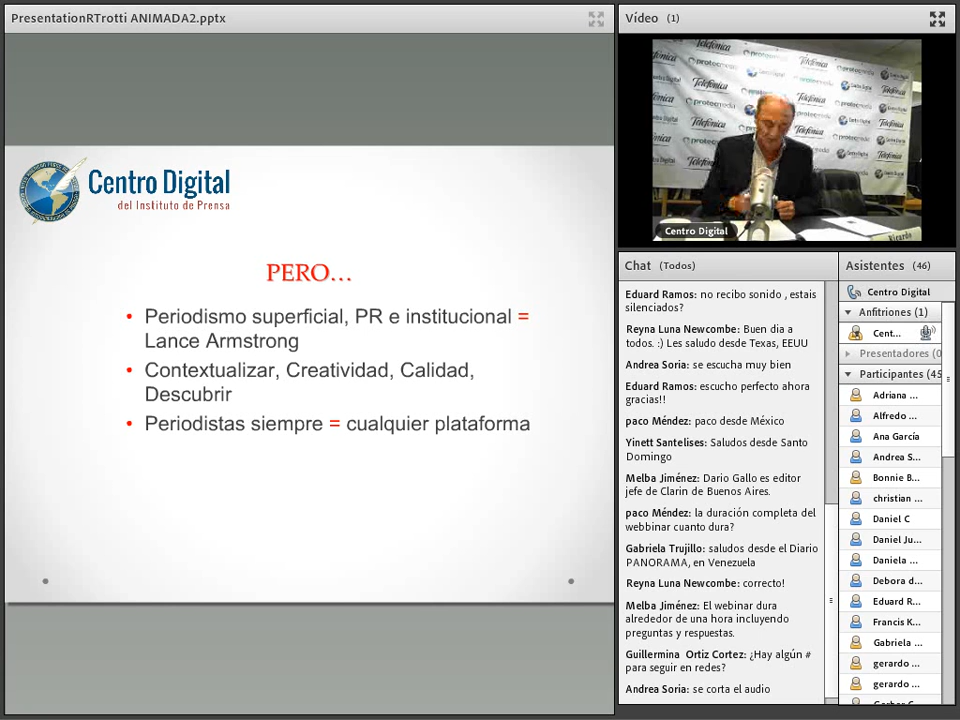 PresentationRTrotti ANIMADA2.pptx
Centro Digital
del Instituto de Prensa
PERO...
• Periodismo superficial, PR e institucional =
Lance Armstrong
• Contextualizar, Creatividad, Calidad,
Descubrir
• Periodistas siempre = cualquier plataforma
Vídeo (1)
Telefónica
protecmedia
Telefónica
Telefónica
protecmedia
Telefónica
Centro Digital
Ricardo
Chat (Todos)
Eduard Ramos: no recibo sonido , estais
silenciados?
Reyna Luna Newcombe: Buen dia a
todos. :) Les saludo desde Texas, EEUU
Andrea Soria: se escucha muy bien
Eduard Ramos: escucho perfecto ahora
gracias!!
paco Méndez: paco desde México
Yinett Santelises: Saludos desde Santo
Domingo
Melba Jiménez: Dario Gallo es editor
jefe de Clarin de Buenos Aires.
paco Méndez: la duración completa del
webbinar cuanto dura?
Gabriela Trujillo: saludos desde el Diario
PANORAMA, en Venezuela
Reyna Luna Newcombe: correcto!
Melba Jiménez: El webinar dura
alrededor de una hora incluyendo
preguntas y respuestas.
Guillermina Ortiz Cortez: ¿Hay algún #
para seguir en redes?
Andrea Soria: se corta el audio
Asistentes (46)
Centro Digital
Anfitriones (1)
Cent...
Presentadores (0
Participantes (45
Adriana ...
Alfredo ...
Ana García
Andrea S...
Bonnie B...
christian ...
Daniel C
Daniel Ju...
Daniela ...
Debora d...
Eduard R...
Francis K...
Gabriela ...
gerardo ...
gerardo ...